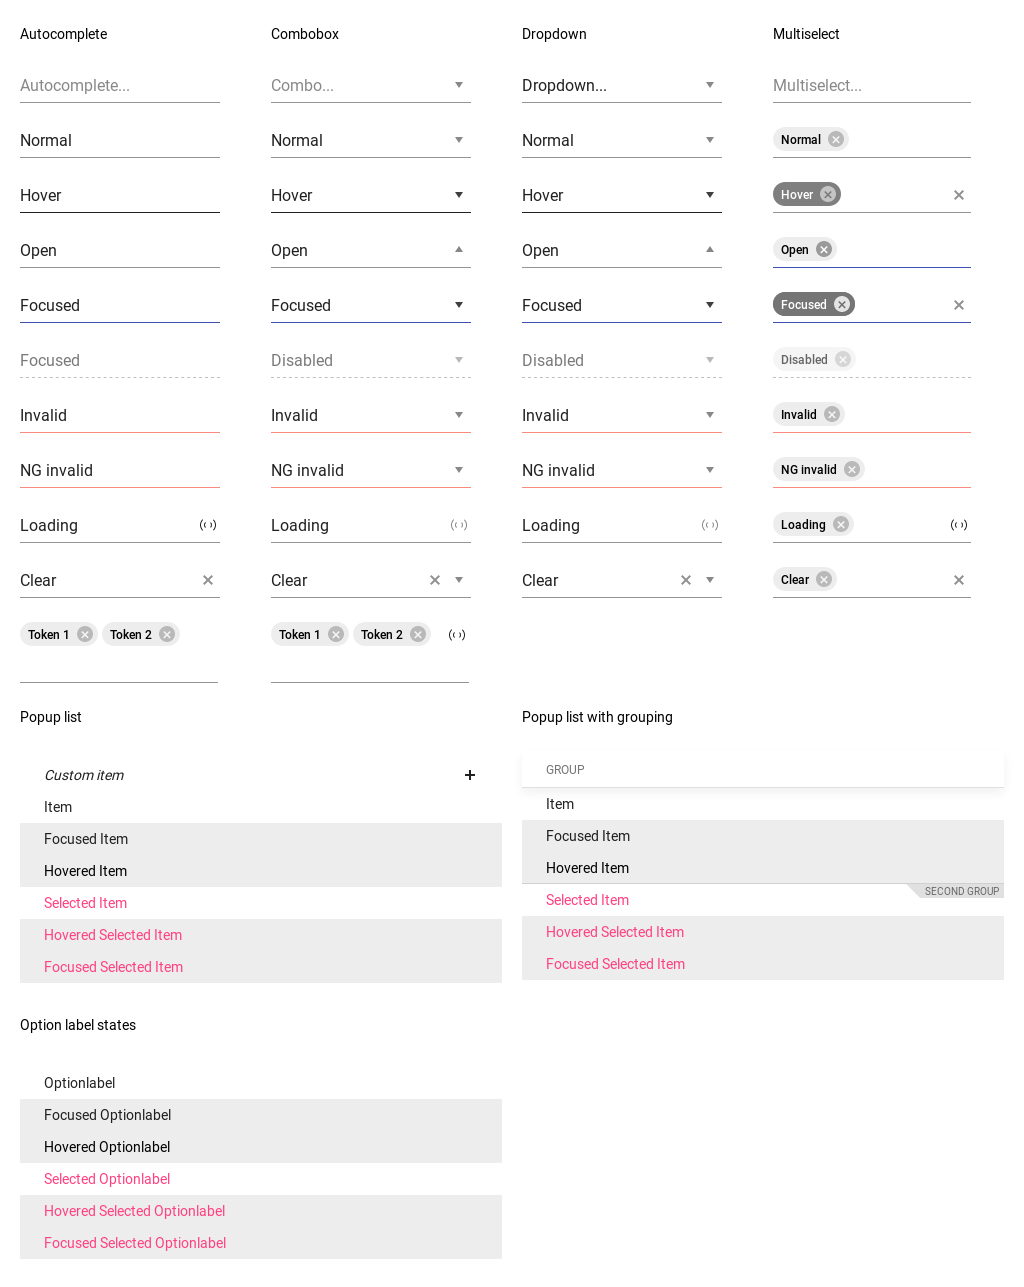 Autocomplete Combobox Dropdown Multiselect
Autocomplete... Combo... Dropdown... Multiselect...
Normal Normal Normal Normal
Hover Hover Hover Hover
Open Open Open Open
Focused Focused Focused Focused
Focused Disabled Disabled Disabled
Invalid Invalid Invalid Invalid
NG invalid NG invalid NG invalid NG invalid
Loading Loading Loading Loading
Clear Clear Clear Clear
Token 1 Token 2 Token 1 Token 2
Popup list
Custom item
Item
Focused Item
Hovered Item
Selected Item
Hovered Selected Item
Focused Selected Item
Popup list with grouping
GROUP
Item
Focused Item
Hovered Item
SECOND GROUP
Selected Item
Hovered Selected Item
Focused Selected Item
Option label states
Optionlabel
Focused Optionlabel
Hovered Optionlabel
Selected Optionlabel
Hovered Selected Optionlabel
Focused Selected Optionlabel